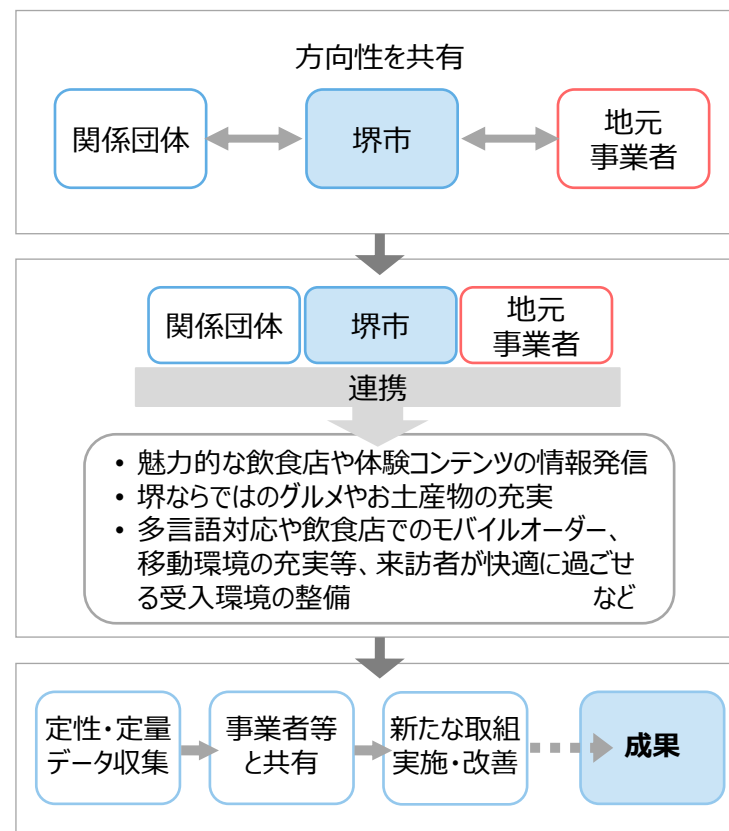 方向性を共有
関係団体
堺市
地元
事業者
関係団体
堺市
地元
事業者
連携
• 魅力的な飲食店や体験コンテンツの情報発信
• 堺ならではのグルメやお土産物の充実
• 多言語対応や飲食店でのモバイルオーダー、
移動環境の充実等、来訪者が快適に過ごせ
る受入環境の整備 など
定性・定量
データ収集
事業者等
と共有
新たな取組
実施・改善
成果